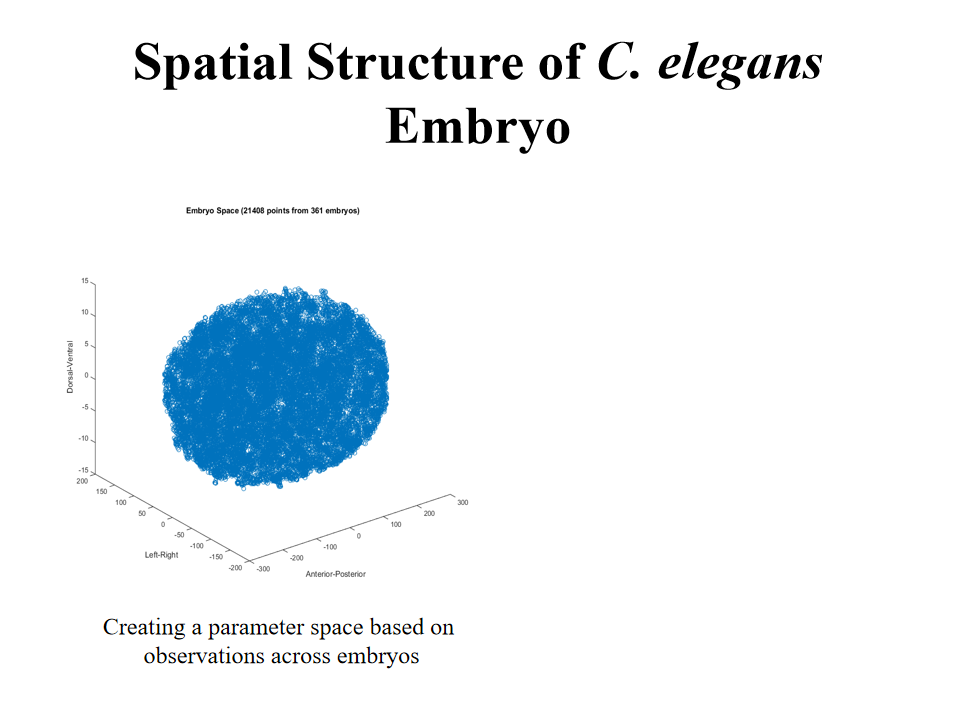 Spatial Structure of C. elegans
Embryo
Embryo Space (21408 points from 361 embryos)
15
10
5
0
-5
-10
-15
Dorsal-Ventral
200
150
100
50
0
-50
-100
-150
-200
Left-Right
-300
-200
-100
0
100
200
300
Anterior-Posterior
Creating a parameter space based on
observations across embryos